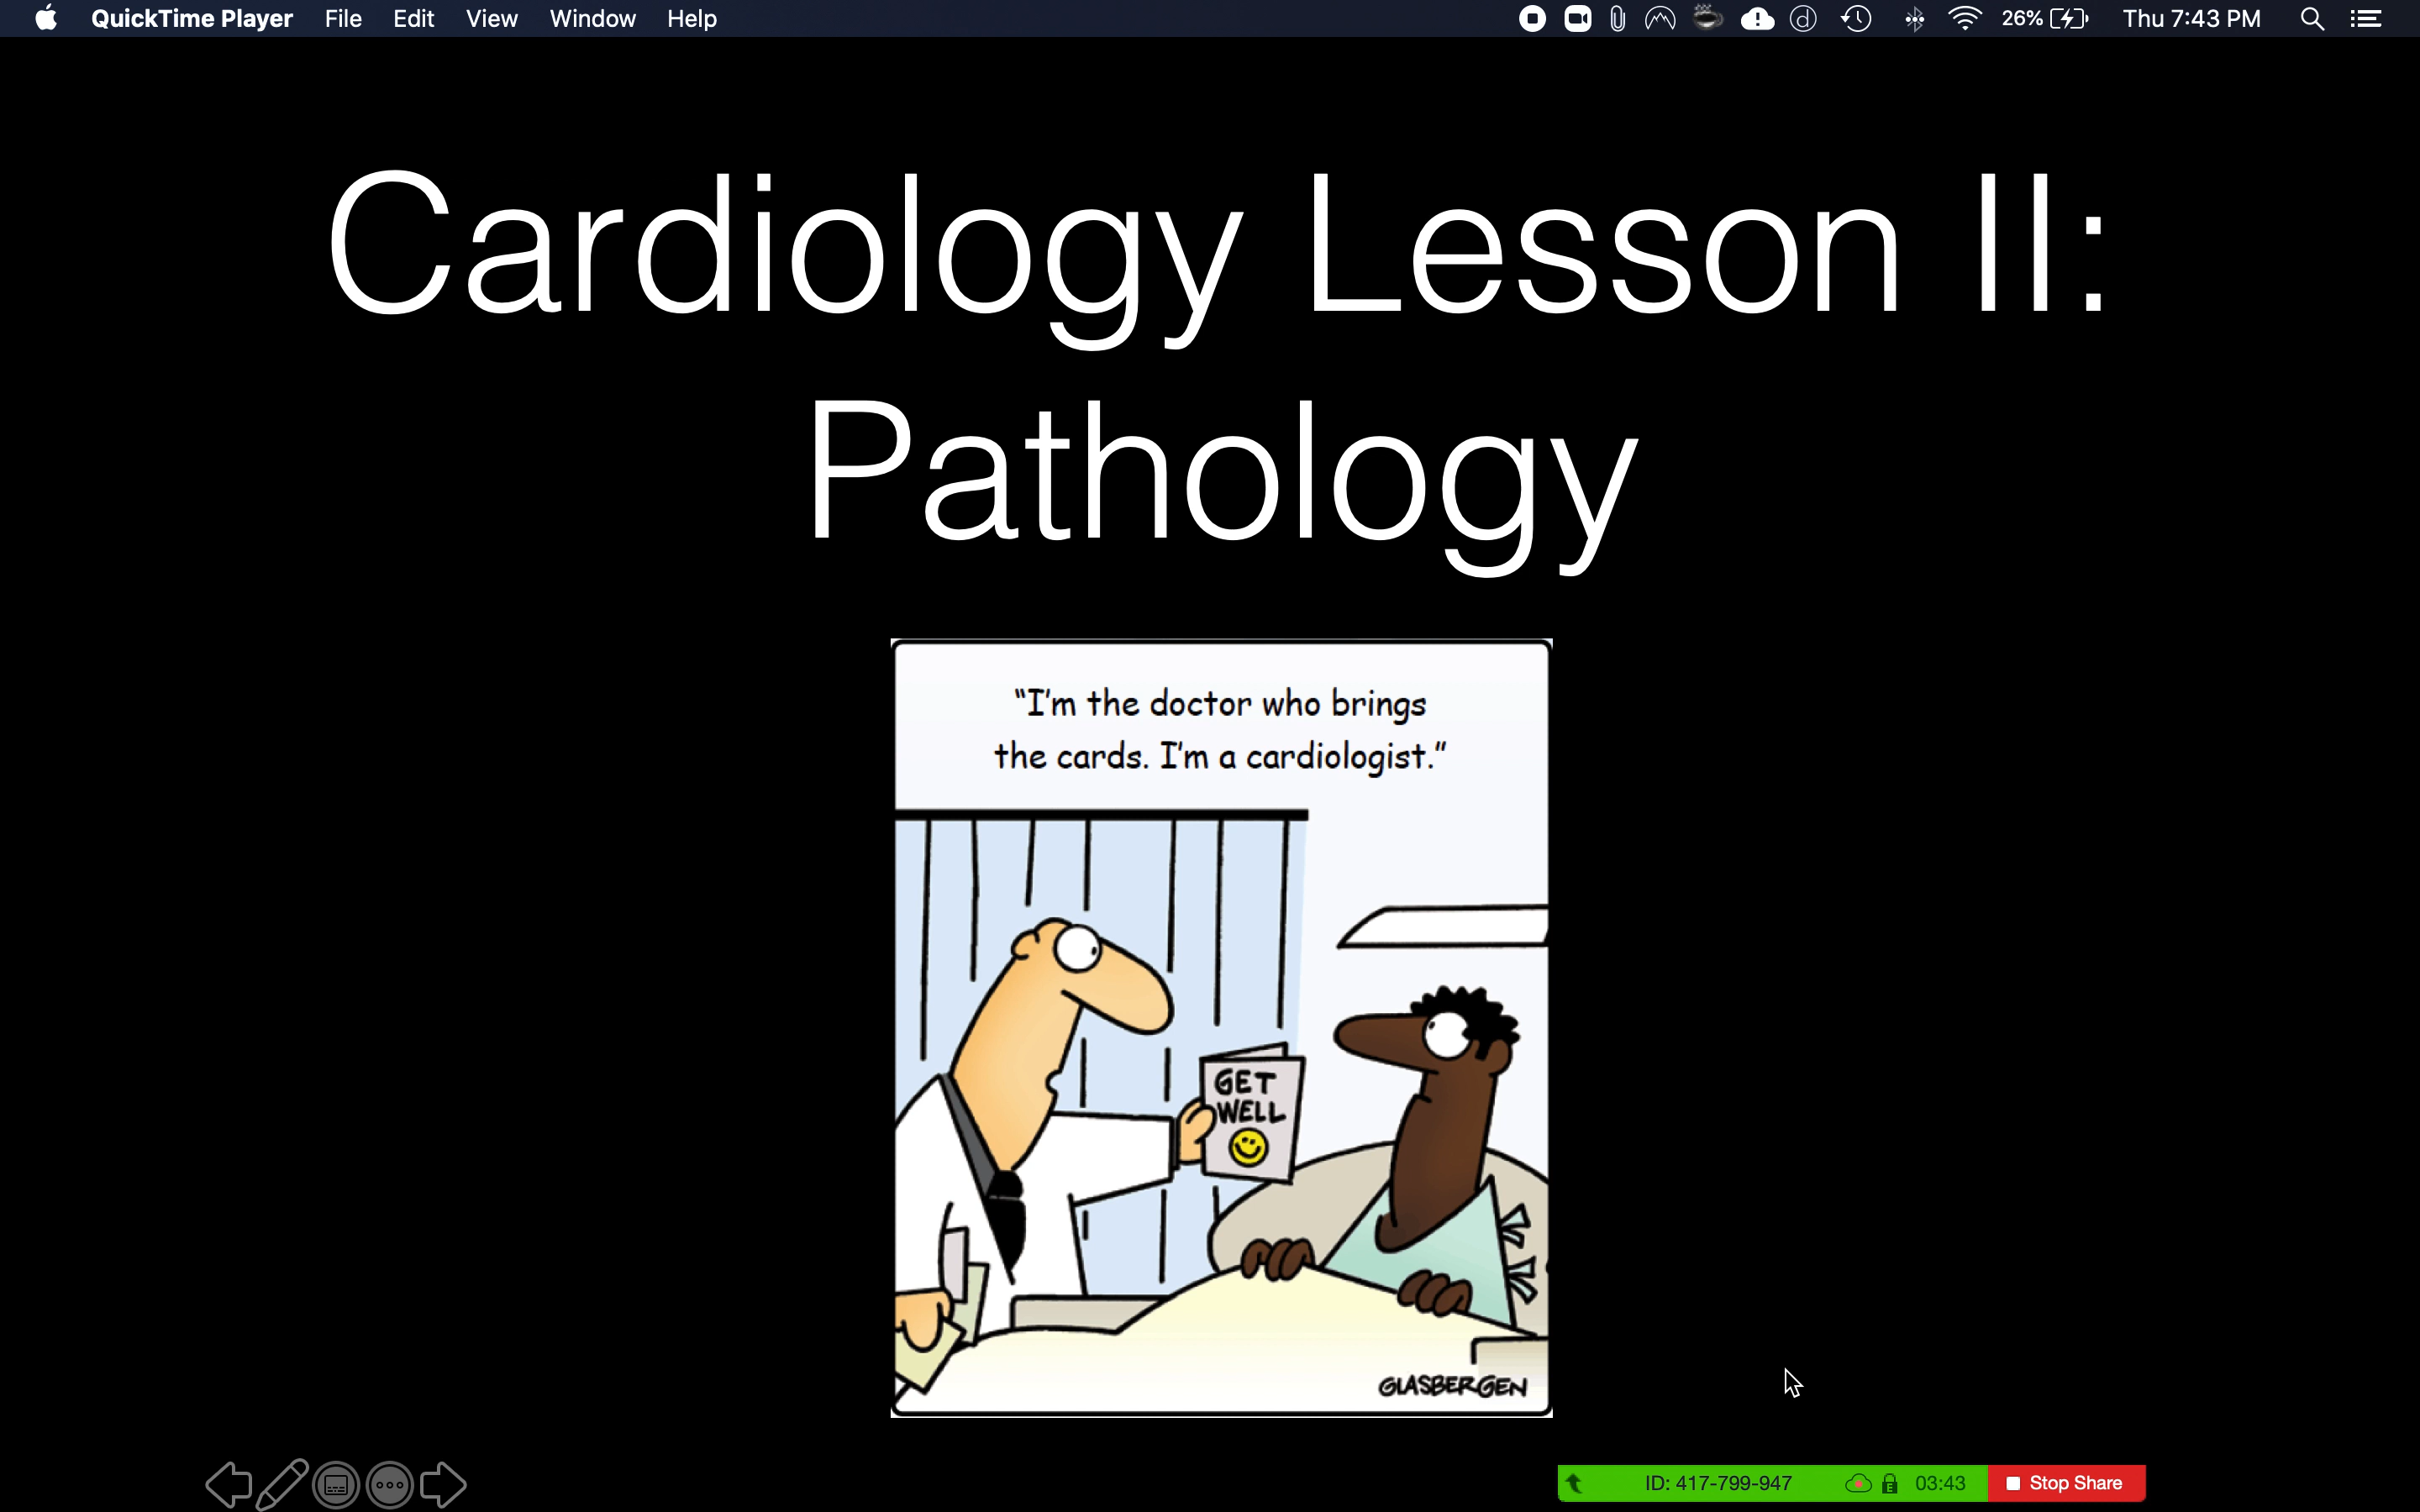 QuickTime Player File Edit View Window Help
26% Thu 7:43 PM
Cardiology Lesson II:
Pathology
“I’m the doctor who brings
the cards. I’m a cardiologist.”
GET
WELL
GLASBERGEN
ID: 417-799-947 03:43 Stop Share